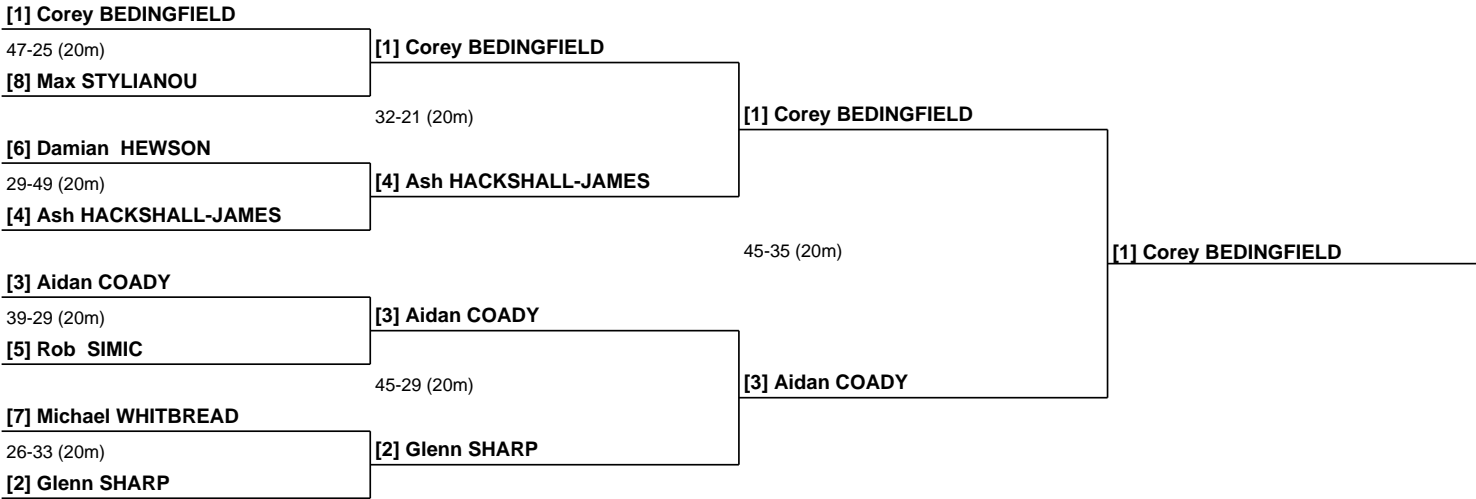 [1] Corey BEDINGFIELD
47-25 (20m)
[8] Max STYLIANOU
[6] Damian  HEWSON
29-49 (20m)
[4] Ash HACKSHALL-JAMES
[3] Aidan COADY
39-29 (20m)
[5] Rob  SIMIC
[7] Michael WHITBREAD
26-33 (20m)
[2] Glenn SHARP
[1] Corey BEDINGFIELD
32-21 (20m)
[4] Ash HACKSHALL-JAMES
[3] Aidan COADY
45-29 (20m)
[2] Glenn SHARP
[1] Corey BEDINGFIELD
45-35 (20m)
[3] Aidan COADY
[1] Corey BEDINGFIELD